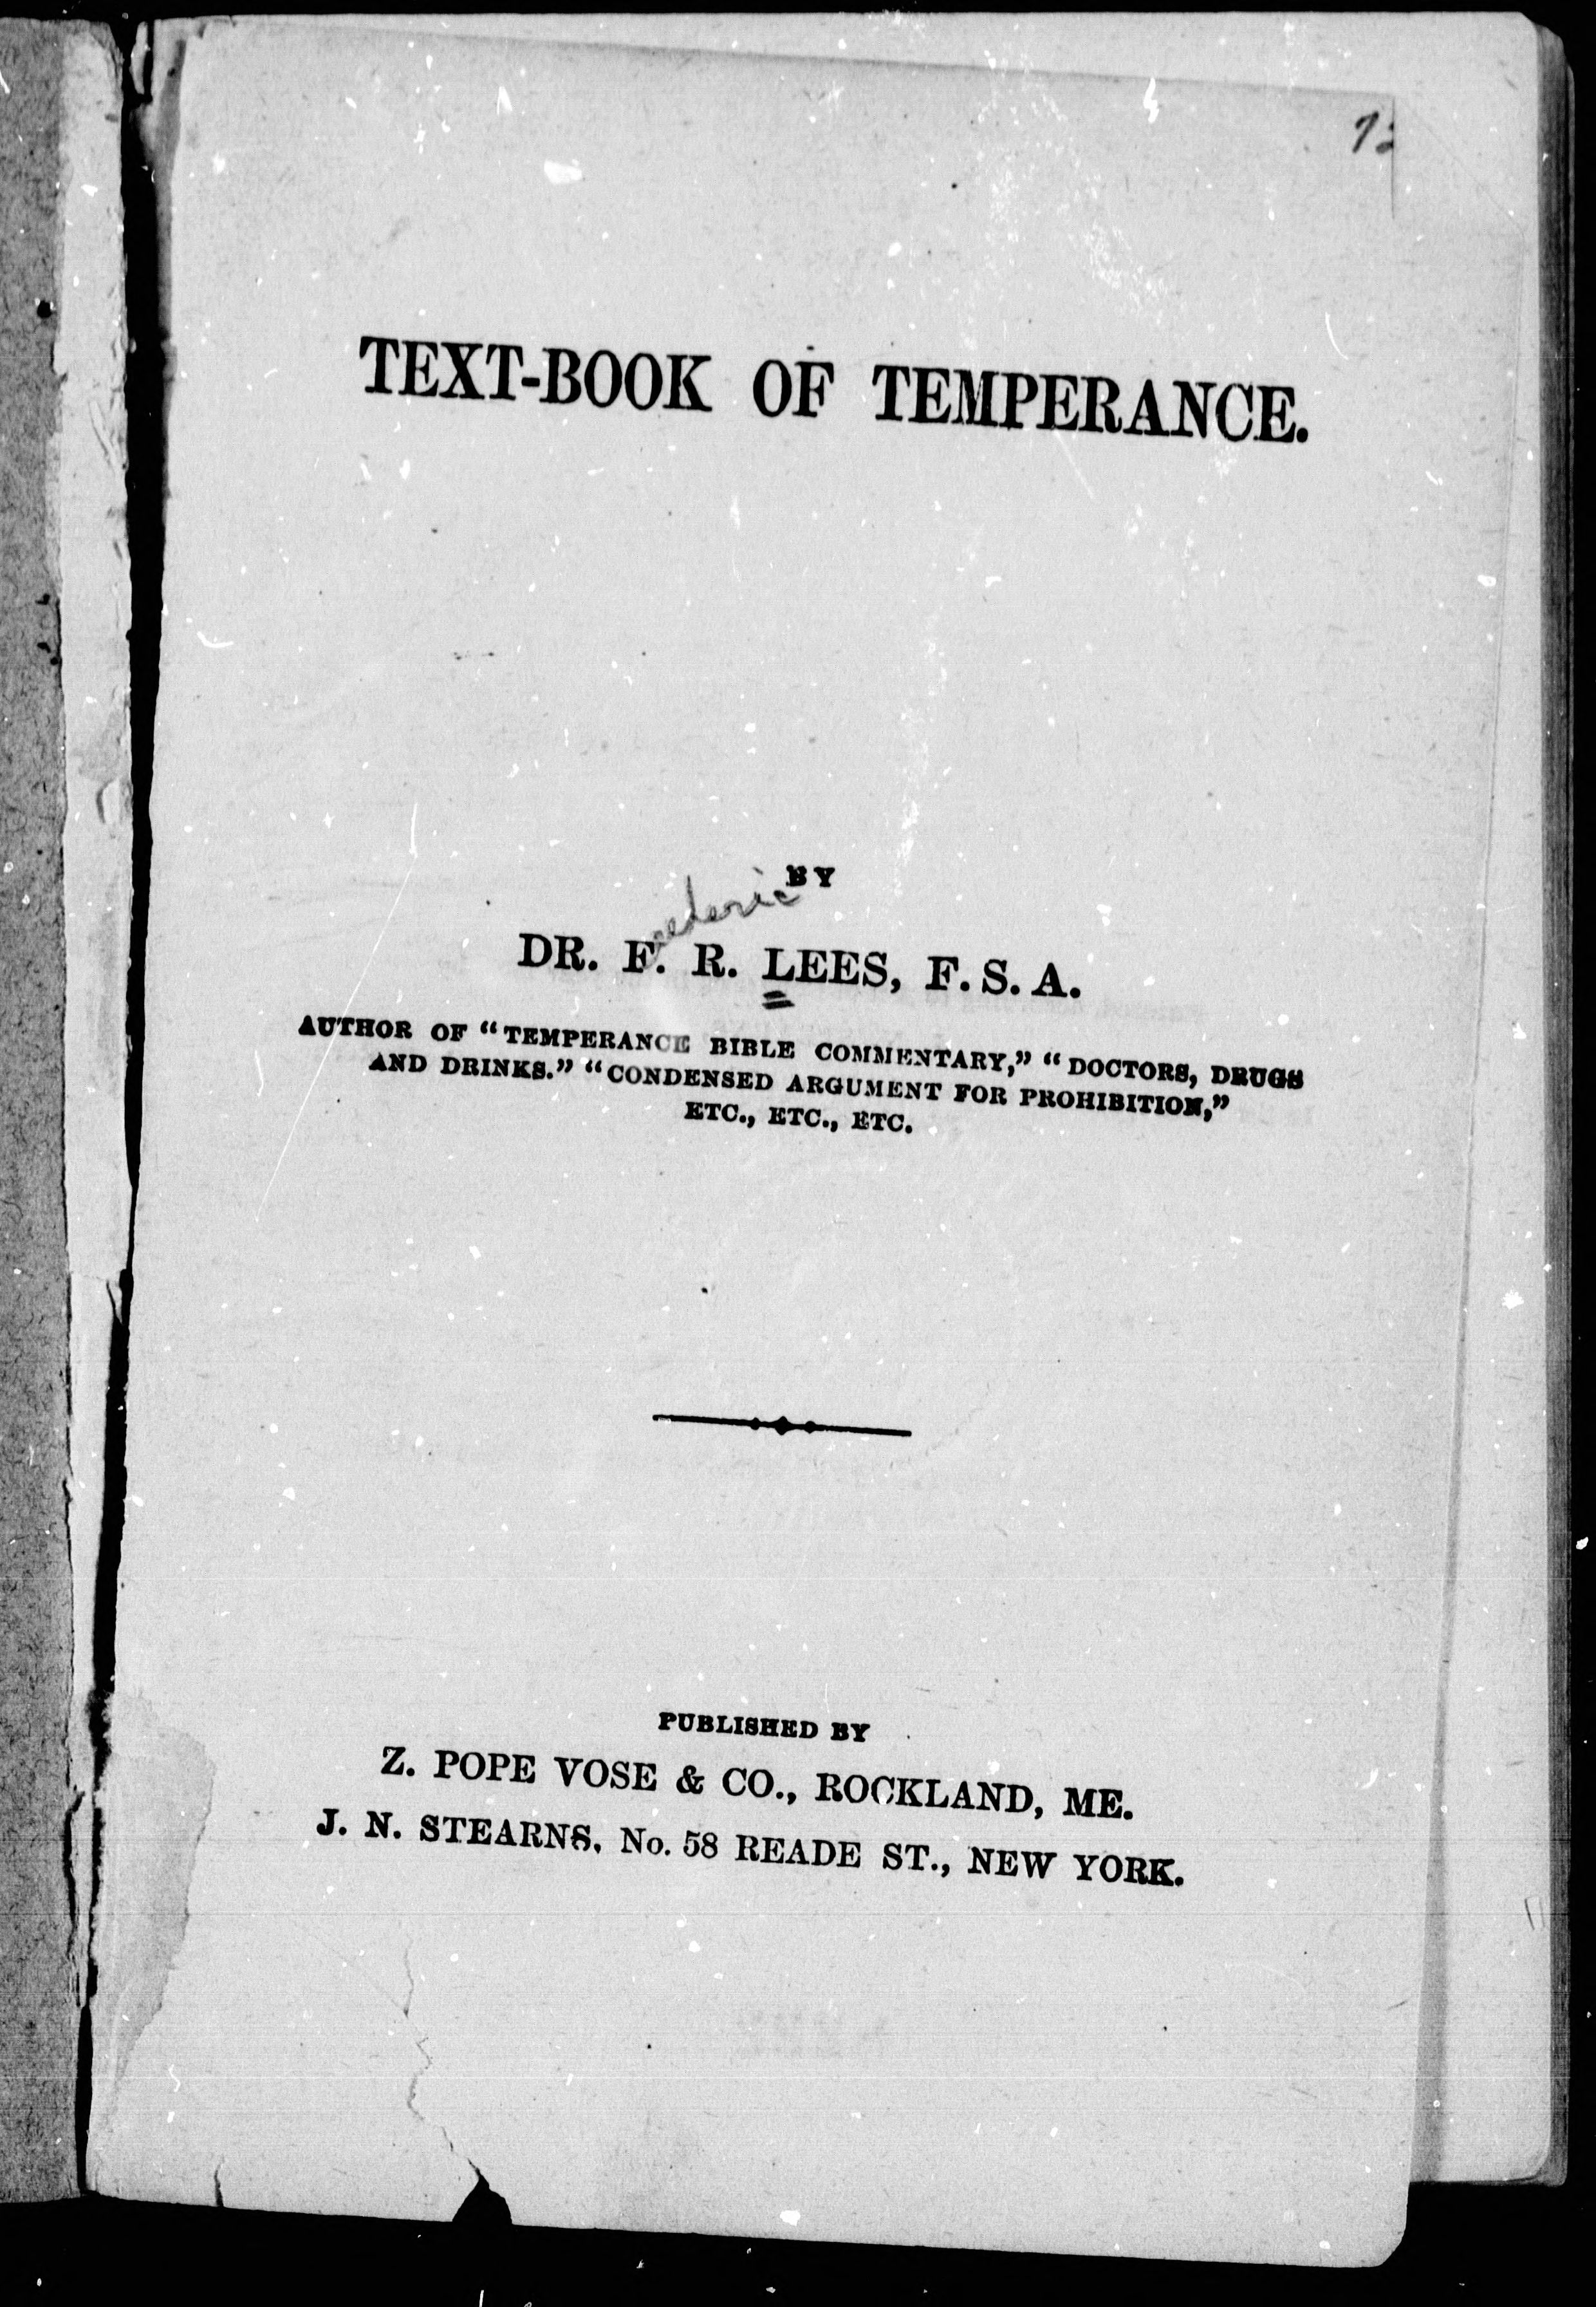 TEXT-BOOK OF TEMPERANCE.
BY
rederic
DR. F. R. LEES, F. S. A.
AUTHOR OF “TEMPERANCE BIBLE COMMENTARY,” “DOCTORS, DRUGS
AND DRINKS.” “CONDENSED ARGUMENT FOR PROHIBITION,”
ETC., ETC., ETC.
PUBLISHED BY
Z. POPE VOSE & CO., ROCKLAND, ME.
J. N. STEARNS, No. 58 READE ST., NEW YORK.